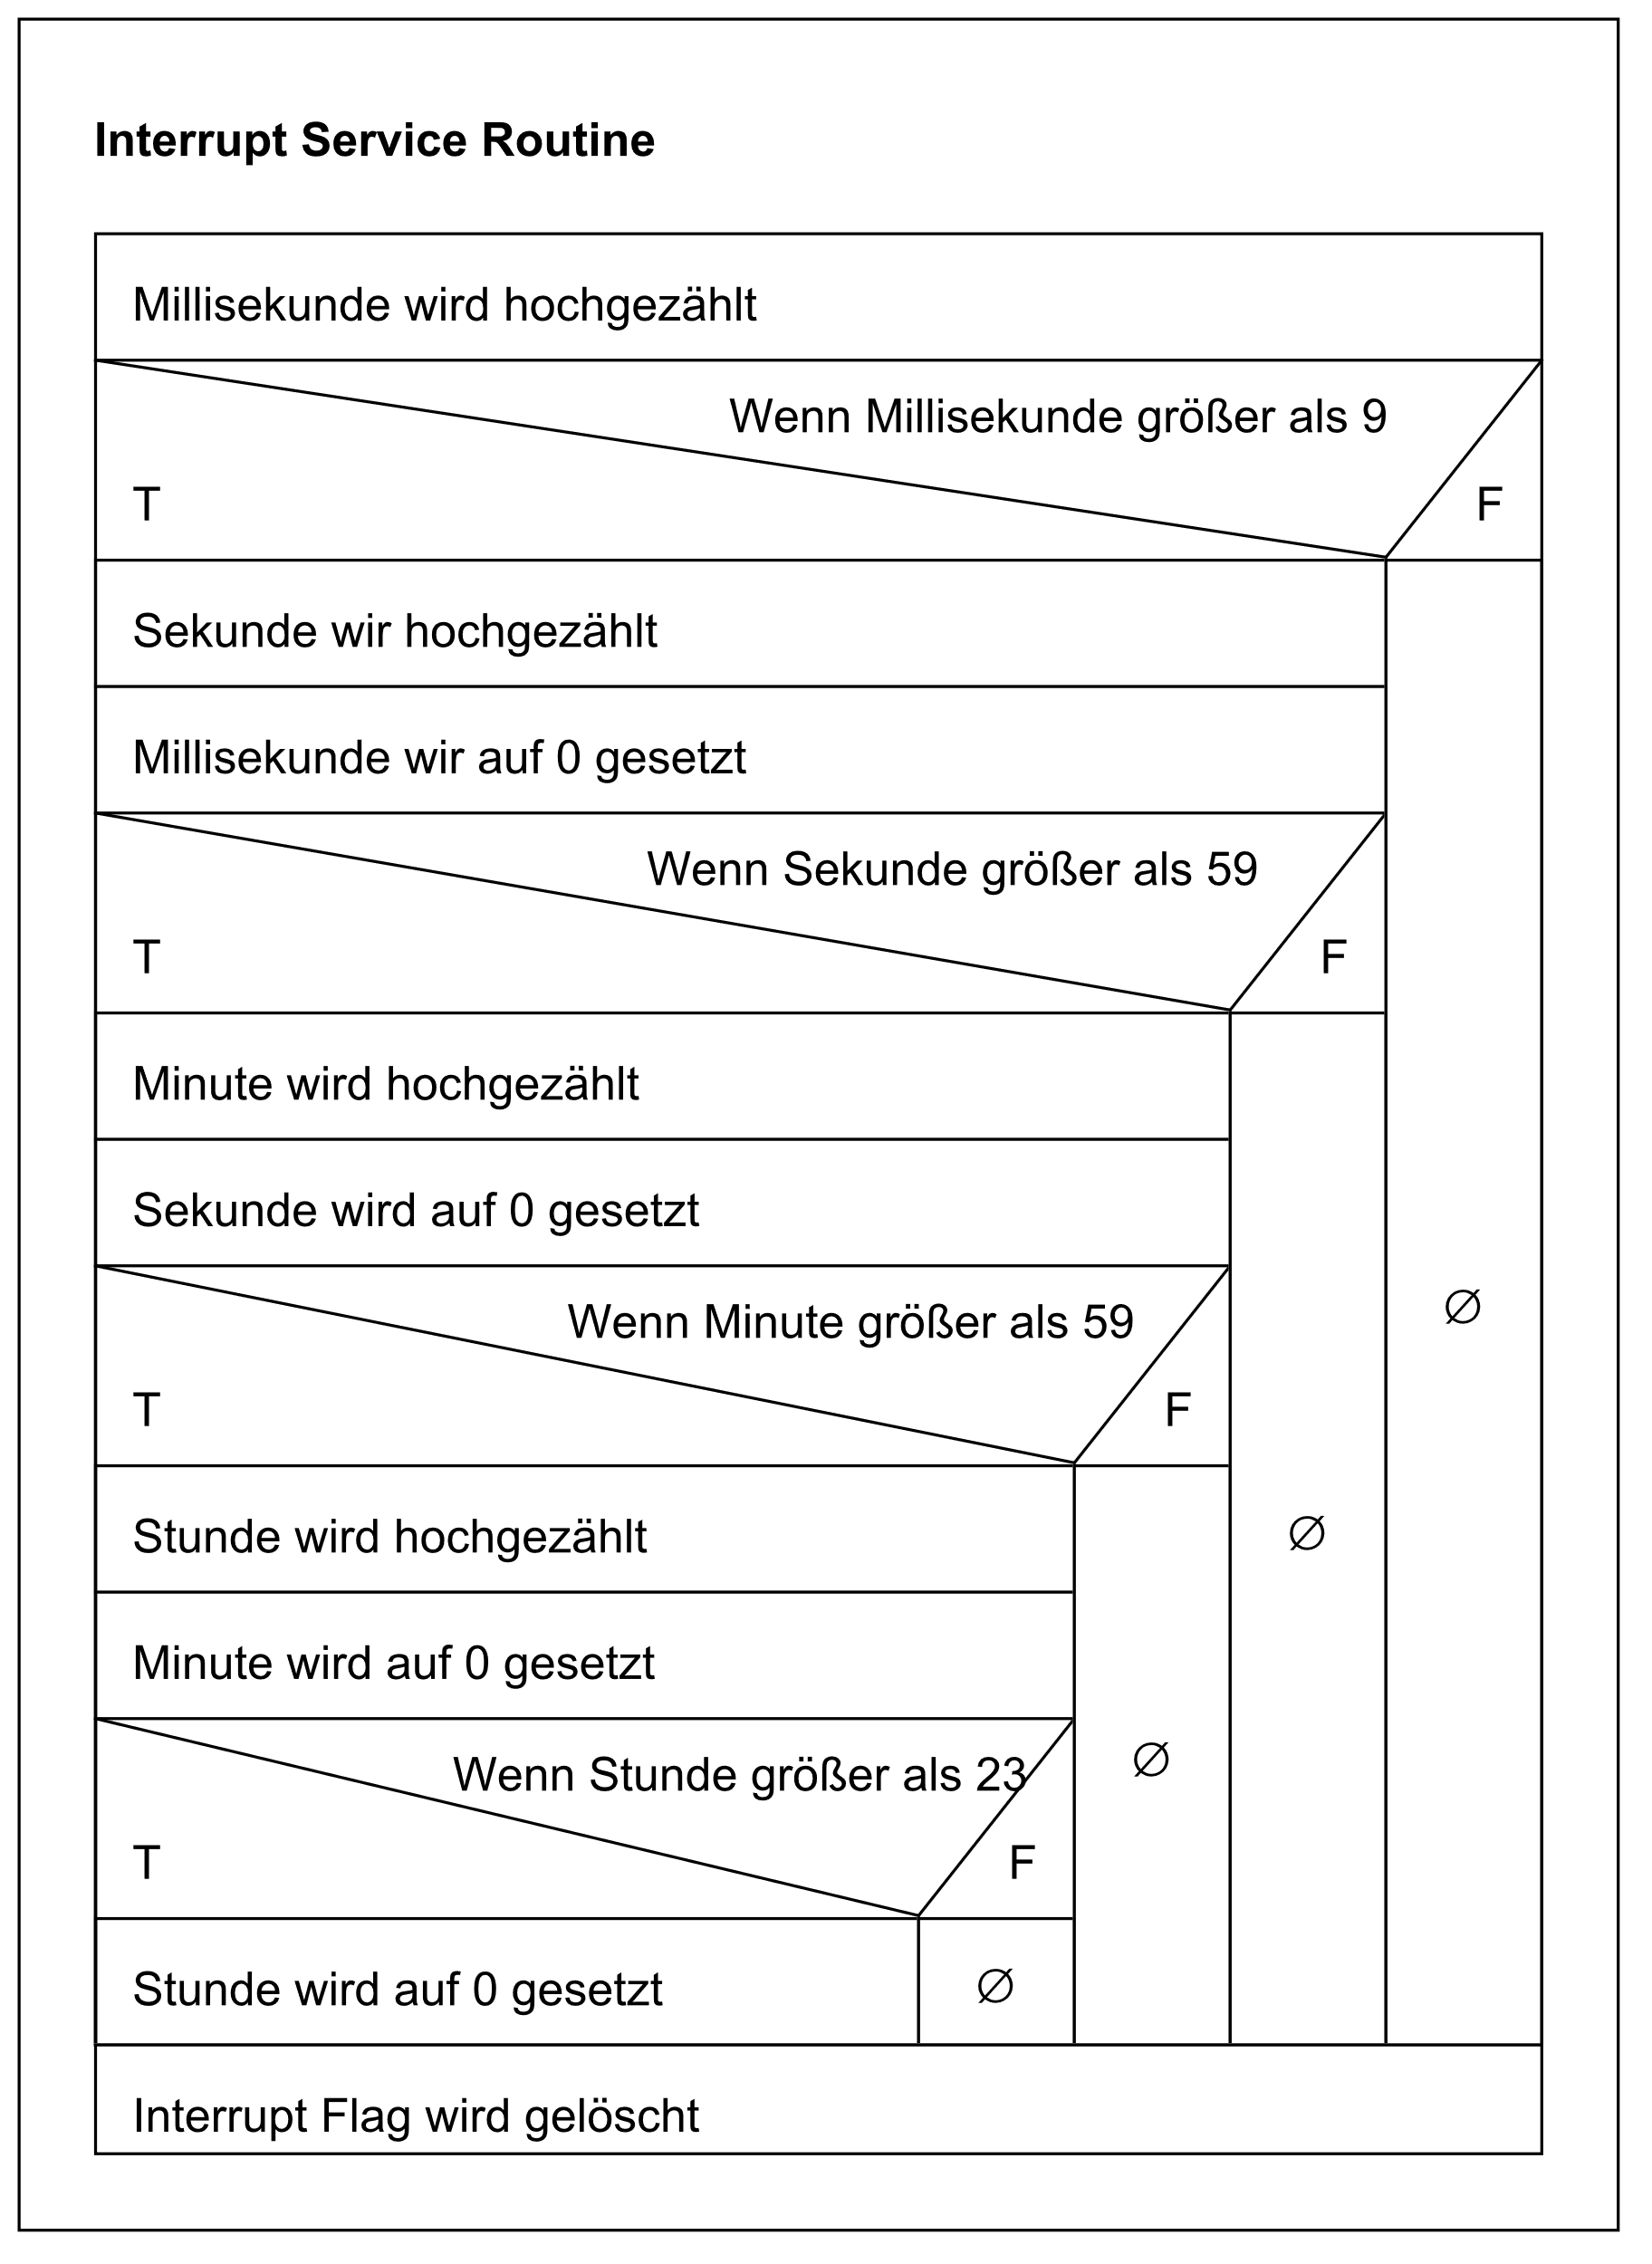 Interrupt Service Routine
Millisekunde wird hochgezählt
Wenn Millisekunde größer als 9
T
F
Sekunde wir hochgezählt
Millisekunde wir auf 0 gesetzt
Wenn Sekunde größer als 59
T
F
Minute wird hochgezählt
Sekunde wird auf 0 gesetzt
∅
Wenn Minute größer als 59
T
F
Stunde wird hochgezählt
∅
Minute wird auf 0 gesetzt
∅
Wenn Stunde größer als 23
T
F
Stunde wird auf 0 gesetzt
∅
Interrupt Flag wird gelöscht